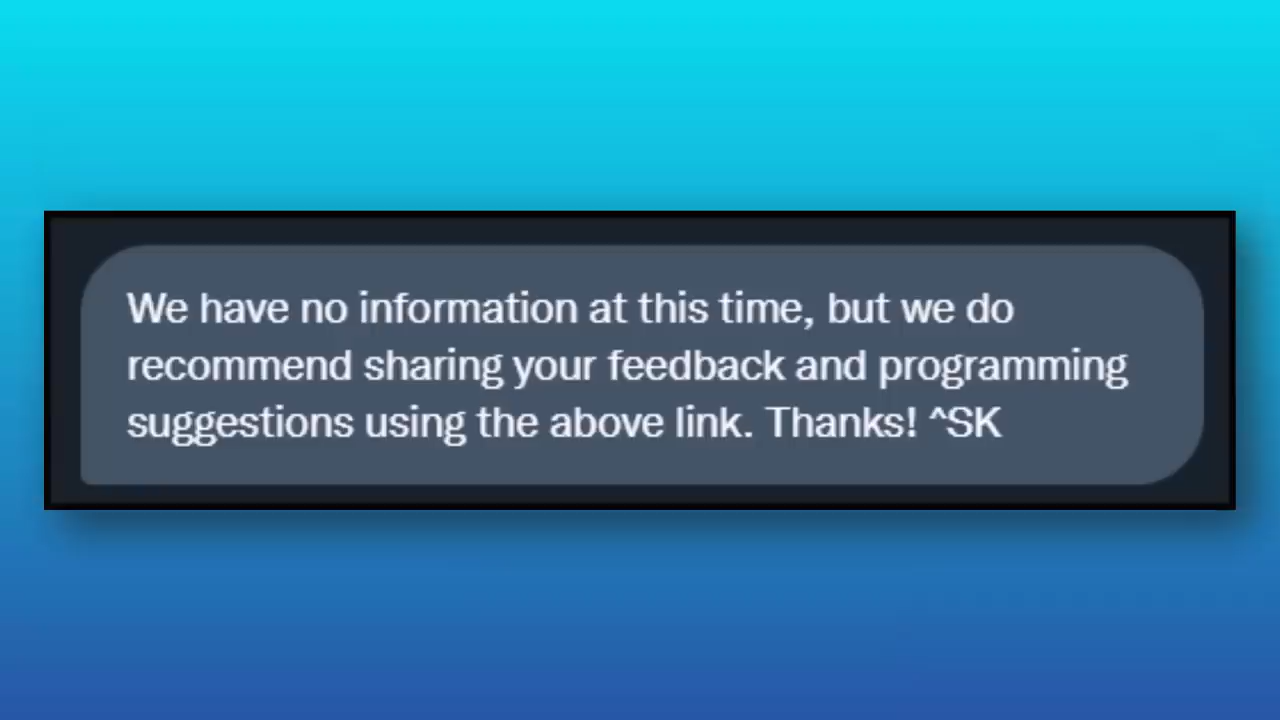 We have no information at this time, but we do
recommend sharing your feedback and programming
suggestions using the above link. Thanks! ^SK